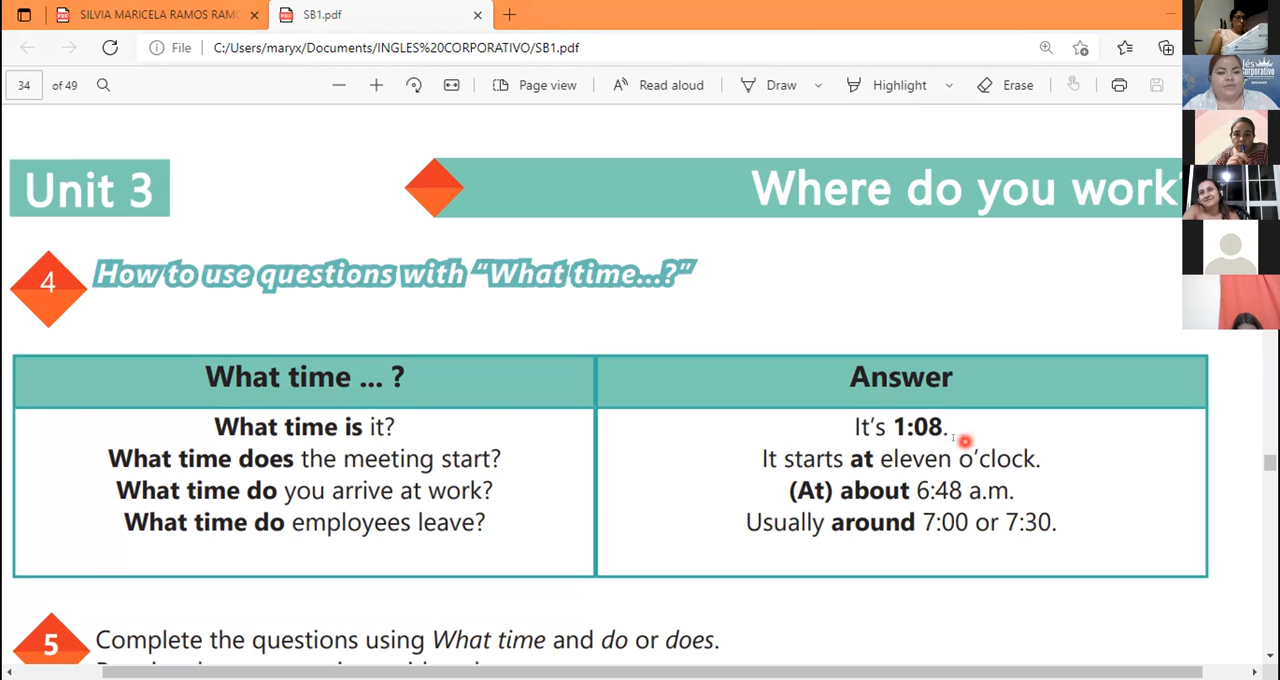 SILVIA MARICELA RAMOS RAMO
SB1.pdf
File
C:/Users/maryx/Documents/INGLES%20CORPORATIVO/SB1.pdf
34 of 49
Page view
Read aloud
Draw
Highlight
Erase
Unit 3
Where do you work?
4
How to use questions with “What time...?”
What time ... ?
Answer
What time is it?
It’s 1:08.
What time does the meeting start?
It starts at eleven o’clock.
What time do you arrive at work?
(At) about 6:48 a.m.
What time do employees leave?
Usually around 7:00 or 7:30.
5
Complete the questions using What time and do or does.